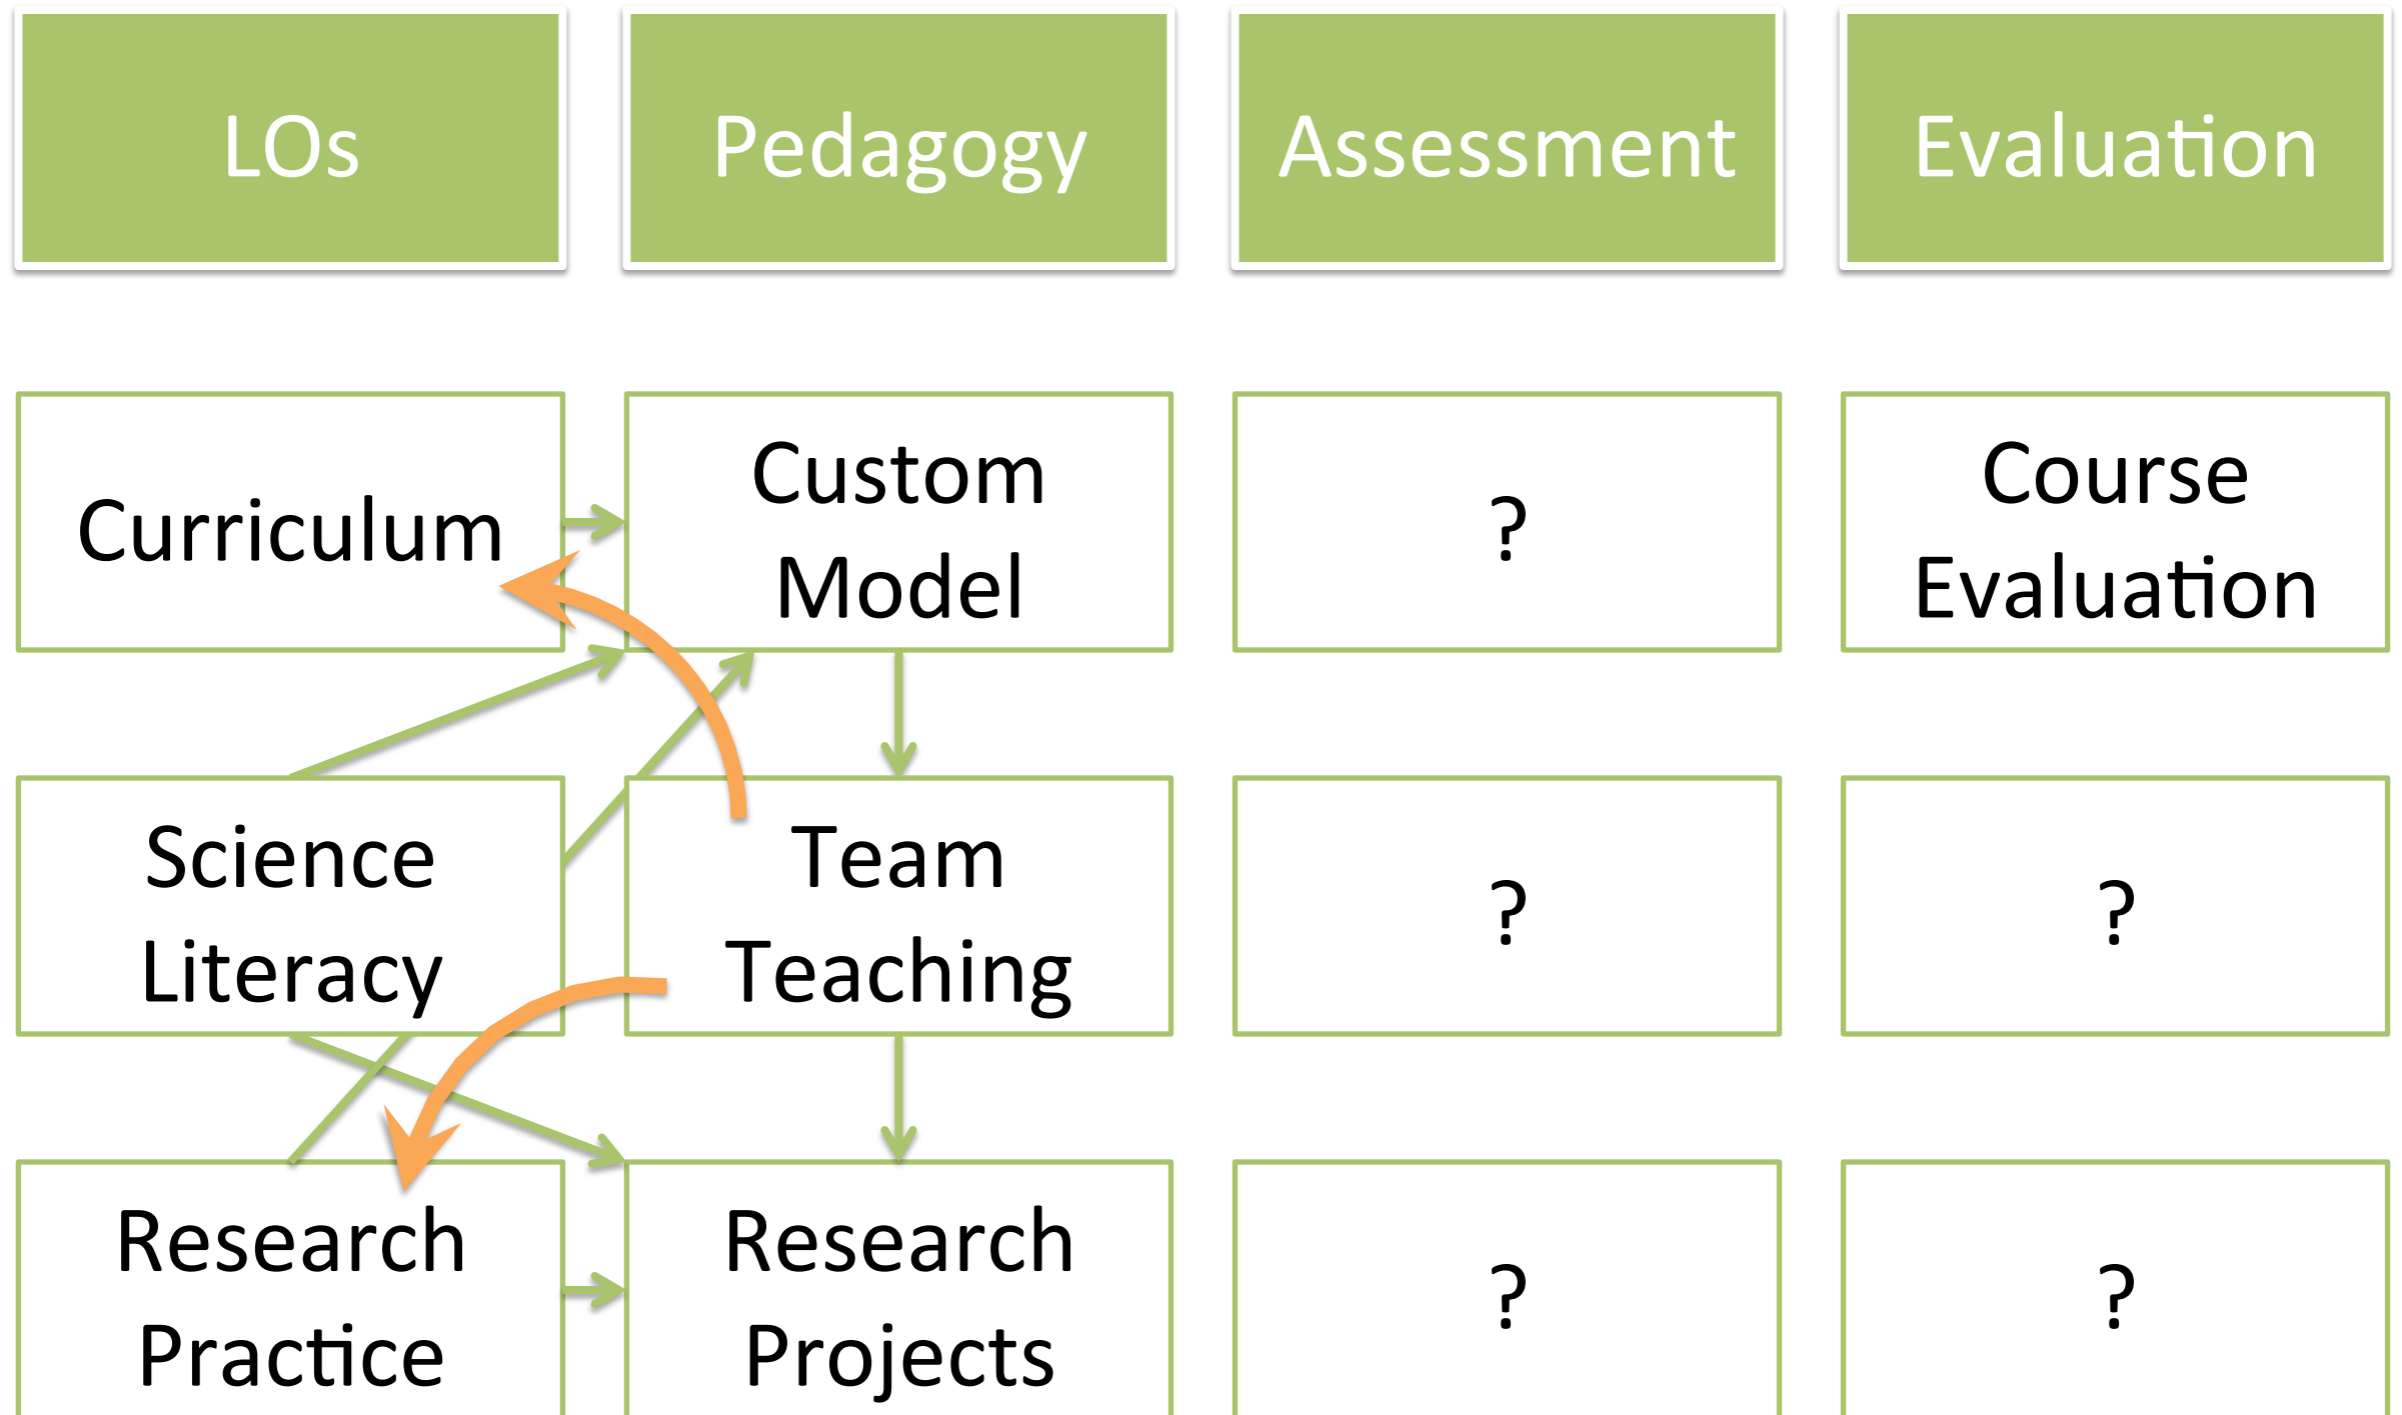 LOs
Pedagogy
Assessment
Evaluation
Curriculum
Custom
Model
?
Course
Evaluation
Science
Literacy
Team
Teaching
?
?
Research
Practice
Research
Projects
?
?